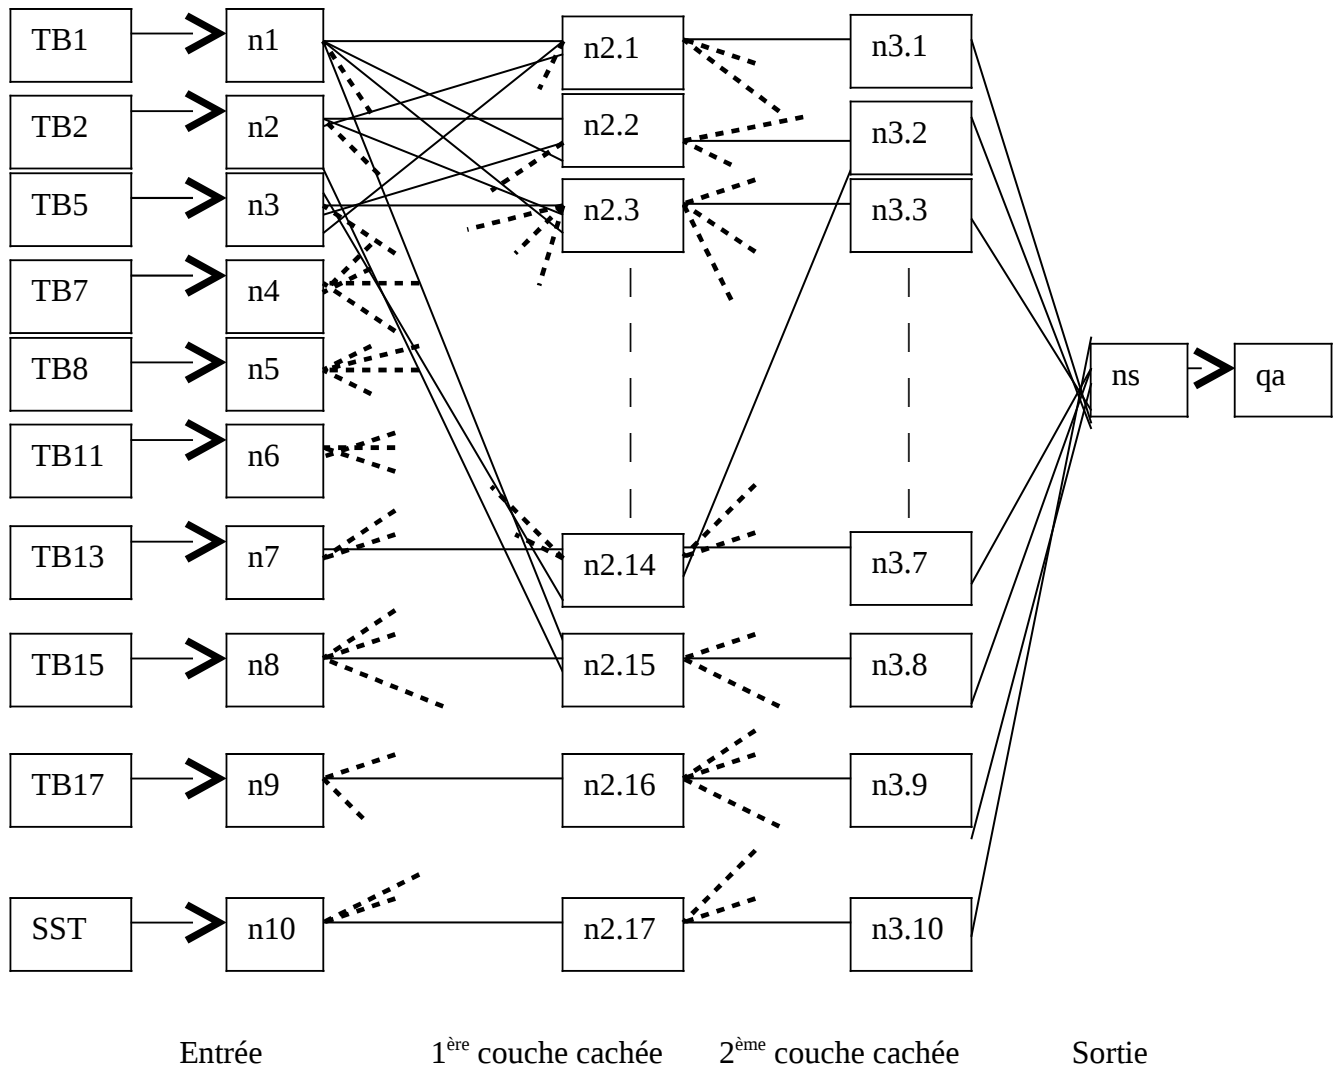 TB1 n1 n2.1 n3.1
TB2 n2 n2.2 n3.2
TB5 n3 n2.3 n3.3
TB7 n4
TB8 n5 ns qa
TB11 n6
TB13 n7 n2.14 n3.7
TB15 n8 n2.15 n3.8
TB17 n9 n2.16 n3.9
SST n10 n2.17 n3.10
Entrée 1ère couche cachée 2ème couche cachée Sortie